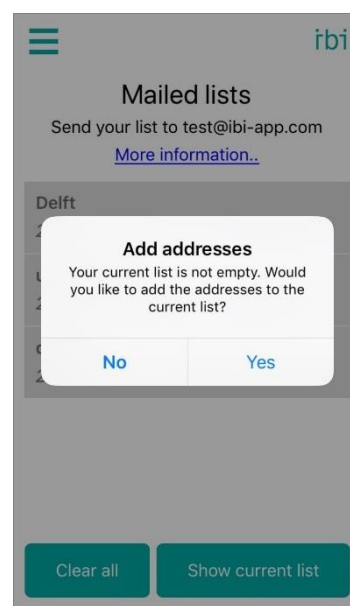 ibi
Mailed lists
Send your list to test@ibi-app.com
More information..
Delft
Add addresses
Your current list is not empty. Would
you like to add the addresses to the
current list?
No
Yes
Clear all
Show current list